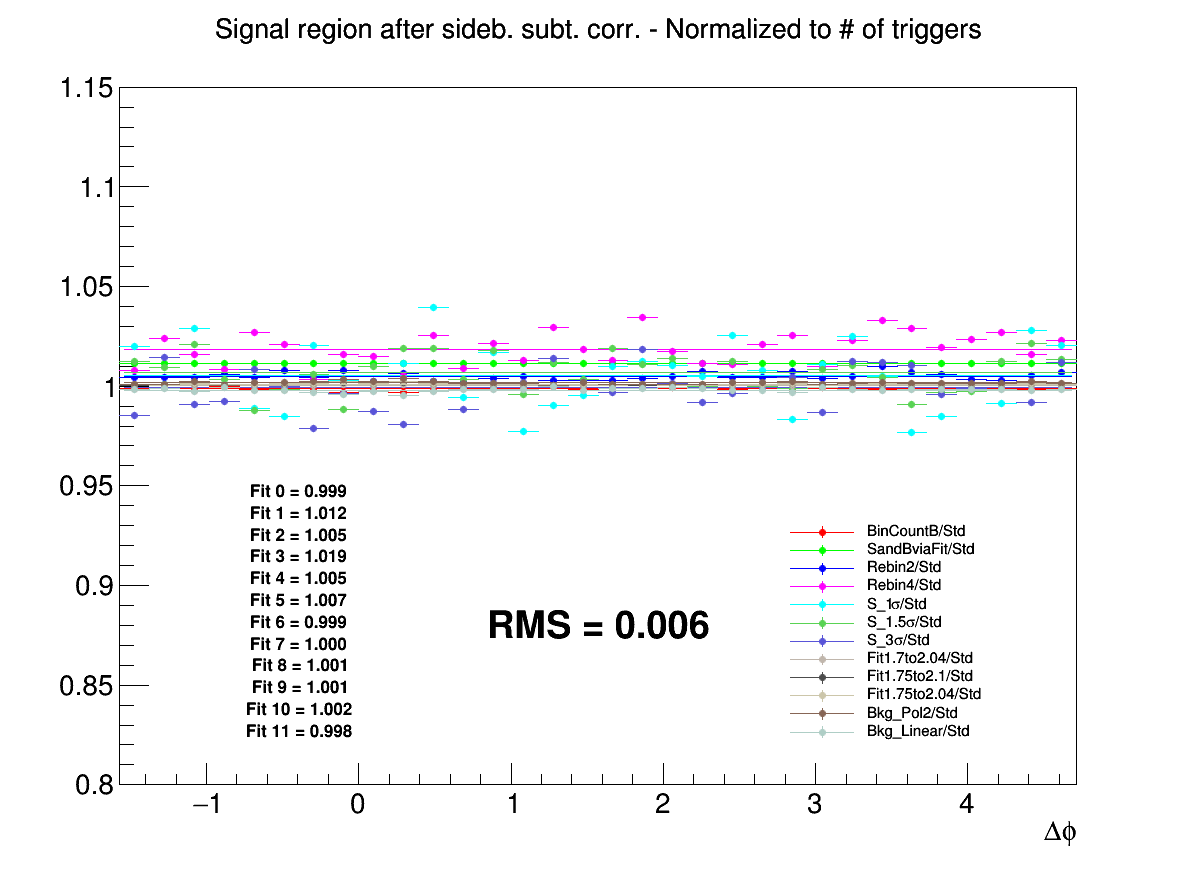 Signal region after sideb. subt. corr. - Normalized to # of triggers
1.15
1.1
1.05
1
0.95
0.9
0.85
0.8
Fit 0 = 0.999
Fit 1 = 1.012
Fit 2 = 1.005
Fit 3 = 1.019
Fit 4 = 1.005
Fit 5 = 1.007
Fit 6 = 0.999
Fit 7 = 1.000
Fit 8 = 1.001
Fit 9 = 1.001
Fit 10 = 1.002
Fit 11 = 0.998
RMS = 0.006
BinCountB/Std
SandBviaFit/Std
Rebin2/Std
Rebin4/Std
S_1σ/Std
S_1.5σ/Std
S_3σ/Std
Fit1.7to2.04/Std
Fit1.75to2.1/Std
Fit1.75to2.04/Std
Bkg_Pol2/Std
Bkg_Linear/Std
−1 0 1 2 3 4
Δϕ